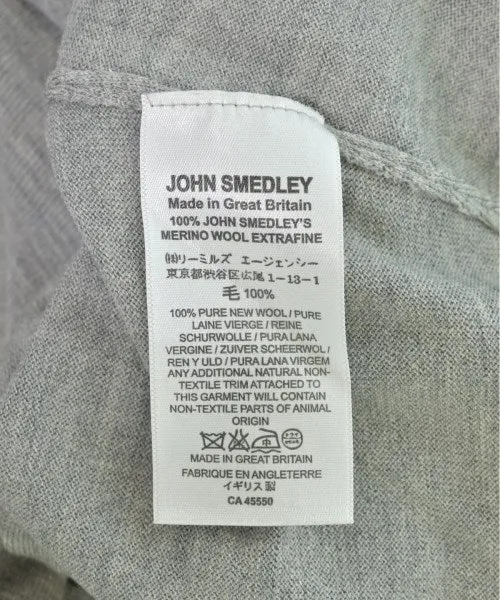 JOHN SMEDLEY
Made in Great Britain
100% JOHN SMEDLEY'S
MERINO WOOL EXTRAFINE
㈱リーミルズ エージェンシー
東京都渋谷区広尾1-13-1
毛 100%
100% PURE NEW WOOL / PURE
LAINE VIERGE / REINE
SCHURWOLLE / PURA LANA
VERGINE / ZUIVER SCHEERWOL /
REN Y ULD / PURA LANA VIRGEM
ANY ADDITIONAL NATURAL NON-
TEXTILE TRIM ATTACHED TO
THIS GARMENT WILL CONTAIN
NON-TEXTILE PARTS OF ANIMAL
ORIGIN
ドライ
MADE IN GREAT BRITAIN
FABRIQUE EN ANGLETERRE
イギリス製
CA 45550